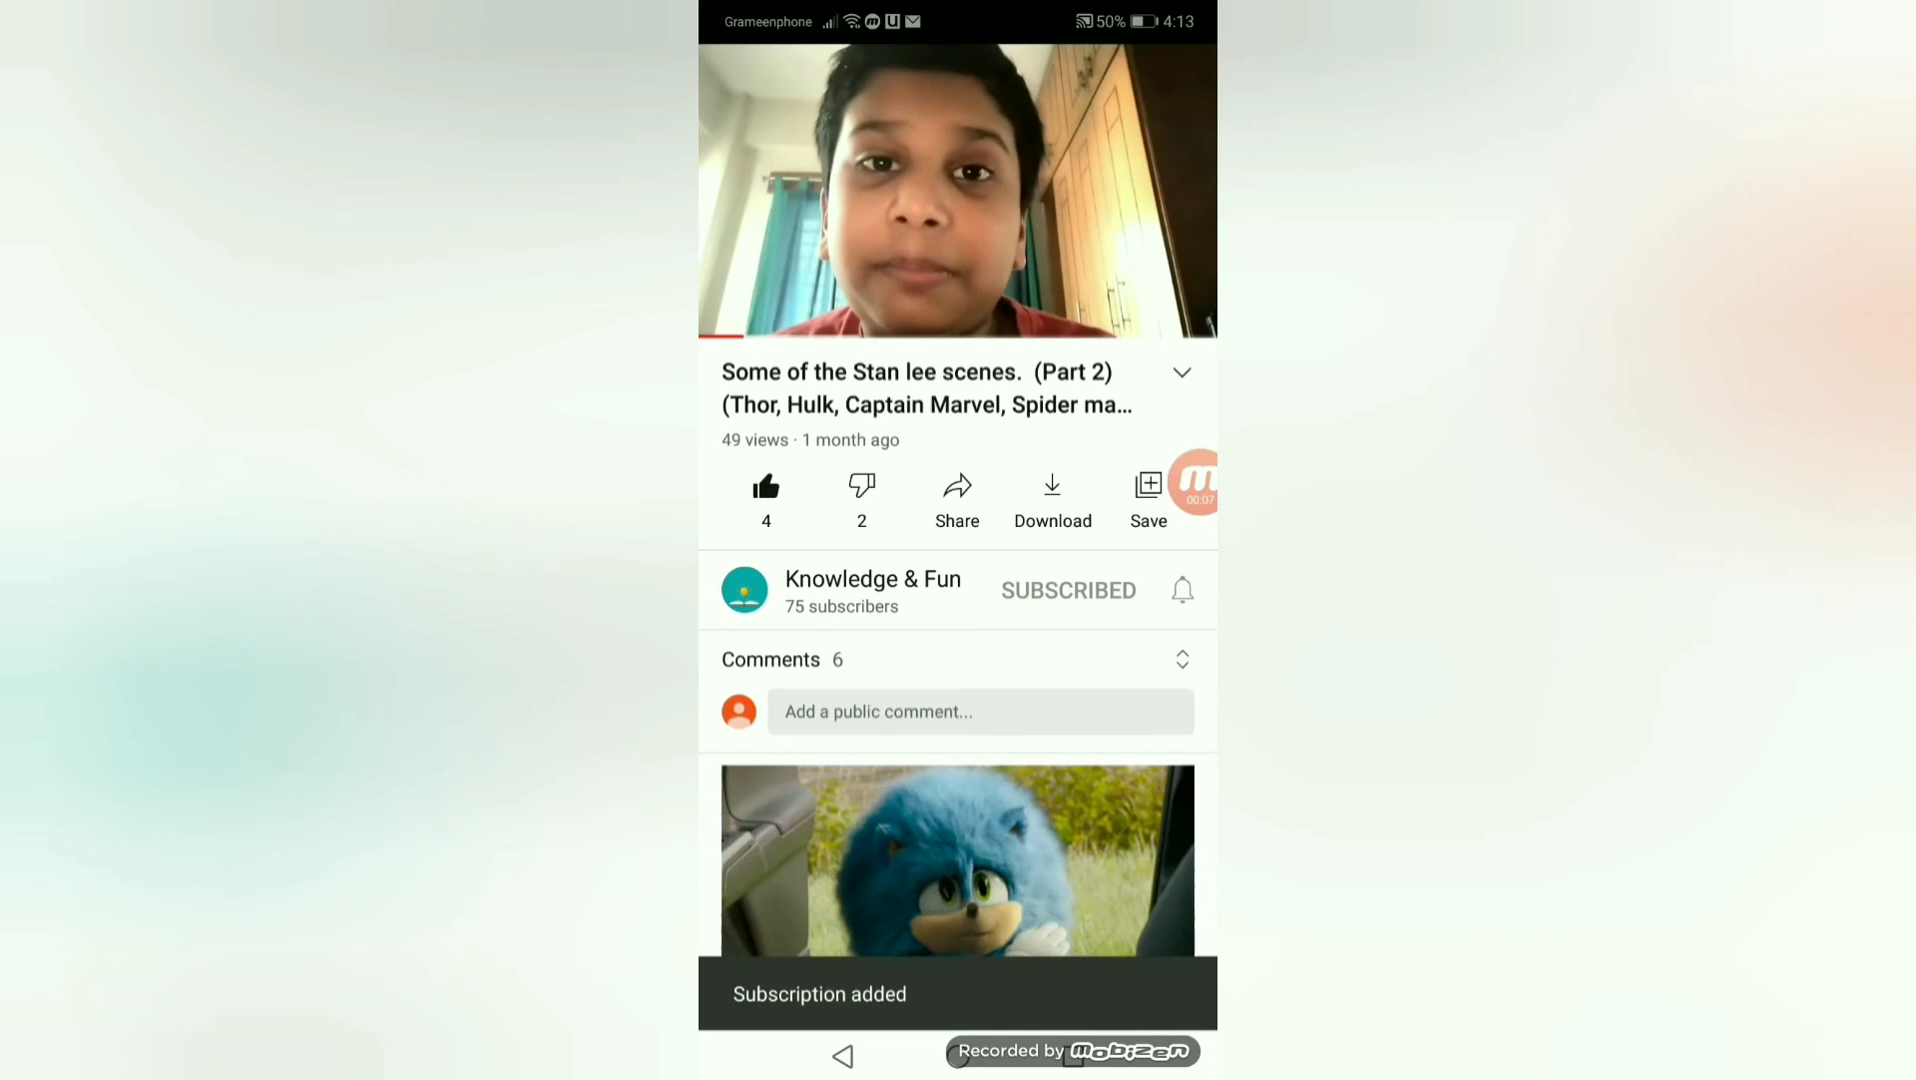 Grameenphone 50% 4:13
Some of the Stan lee scenes. (Part 2)
(Thor, Hulk, Captain Marvel, Spider ma...
49 views · 1 month ago
00:07
4 2 Share Download Save
Knowledge & Fun
75 subscribers
SUBSCRIBED
Comments 6
Add a public comment...
Subscription added
Recorded by mobizen